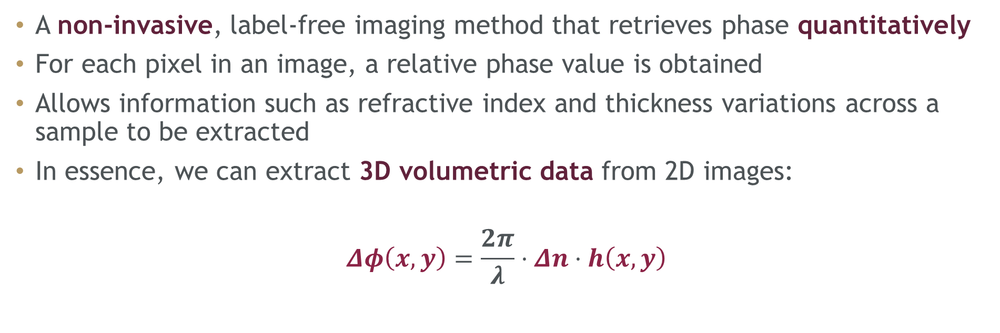 • A non-invasive, label-free imaging method that retrieves phase quantitatively
• For each pixel in an image, a relative phase value is obtained
• Allows information such as refractive index and thickness variations across a
sample to be extracted
• In essence, we can extract 3D volumetric data from 2D images:
Δϕ(x, y) = 2π/λ · Δn · h(x, y)